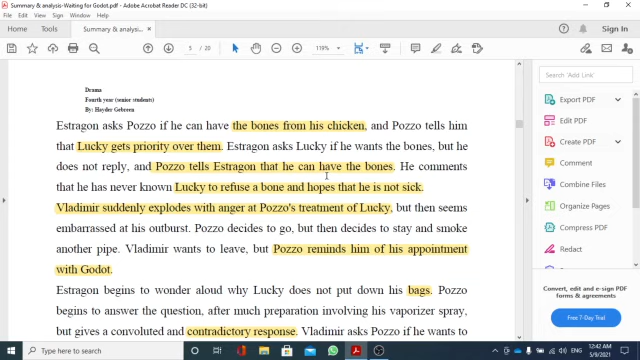 Summary & analysis-Waiting for Godot.pdf - Adobe Acrobat Reader DC (32-bit)
File Edit View Sign Window Help
Home Tools Summary & analysis... × Sign In
5 / 20 119%
Drama
Fourth year (senior students)
By: Hayder Gebreen
Estragon asks Pozzo if he can have the bones from his chicken, and Pozzo tells him
that Lucky gets priority over them. Estragon asks Lucky if he wants the bones, but he
does not reply, and Pozzo tells Estragon that he can have the bones. He comments
that he has never known Lucky to refuse a bone and hopes that he is not sick.
Vladimir suddenly explodes with anger at Pozzo's treatment of Lucky, but then seems
embarrassed at his outburst. Pozzo decides to go, but then decides to stay and smoke
another pipe. Vladimir wants to leave, but Pozzo reminds him of his appointment
with Godot.
Estragon begins to wonder aloud why Lucky does not put down his bags. Pozzo
begins to answer the question, after much preparation involving his vaporizer spray,
but gives a convoluted and contradictory response. Vladimir asks Pozzo if he wants to
Search 'Add Link'
Export PDF
Edit PDF
Create PDF
Comment
Combine Files
Organize Pages
Compress PDF
Redact
Convert, edit and e-sign PDF
forms & agreements
Free 7-Day Trial
Type here to search
ENG
12:42 AM
5/9/2021